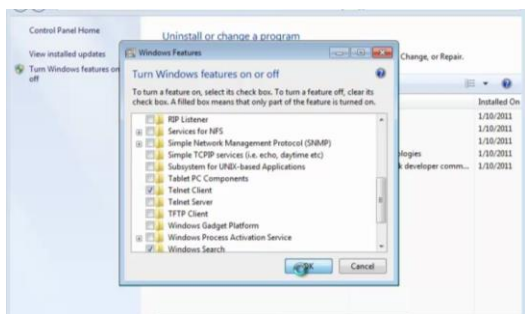 Control Panel Home
Uninstall or change a program
View installed updates
Turn Windows features on
off
Windows Features
Change, or Repair.
Turn Windows features on or off
To turn a feature on, select its check box. To turn a feature off, clear its
check box. A filled box means that only part of the feature is turned on.
Installed On
RIP Listener
1/10/2011
Services for NFS
1/10/2011
Simple Network Management Protocol (SNMP)
1/10/2011
Simple TCPIP services (i.e. echo, daytime etc)
ologies
1/10/2011
Subsystem for UNIX-based Applications
k developer comm...
1/10/2011
Tablet PC Components
Telnet Client
Telnet Server
TFTP Client
Windows Gadget Platform
Windows Process Activation Service
Windows Search
Cancel